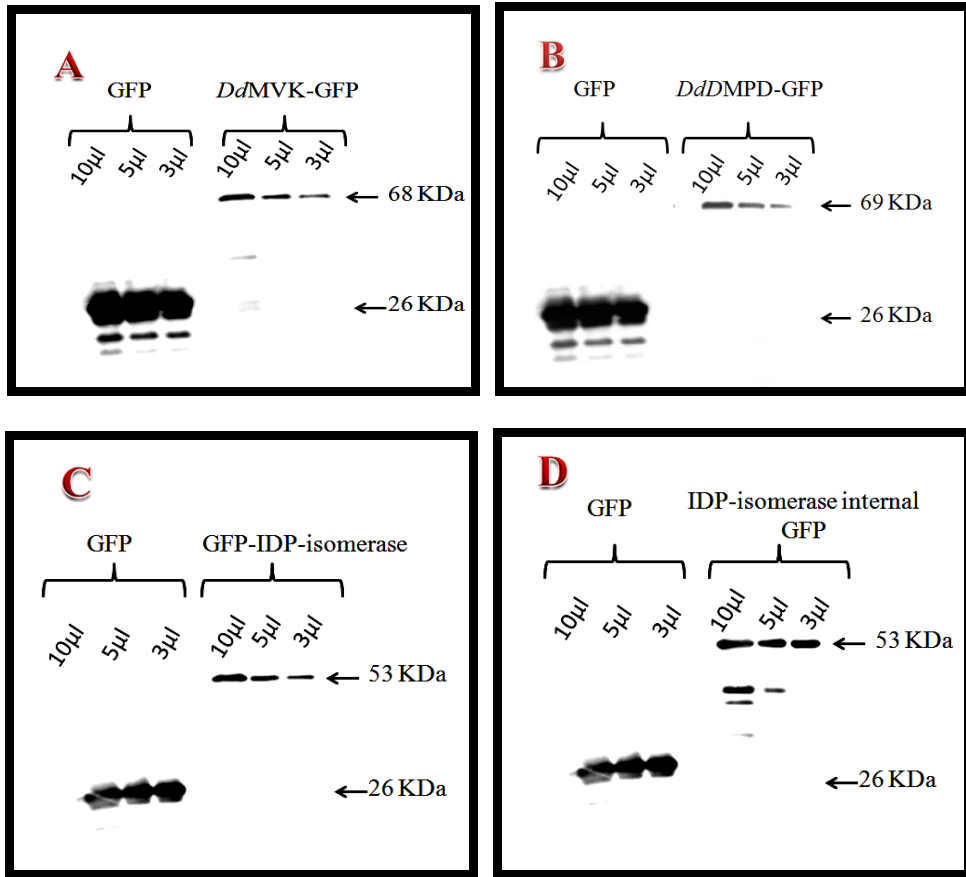 A
GFP DdMVK-GFP
10µl 5µl 3µl 10µl 5µl 3µl
68 KDa
26 KDa
B
GFP DdDMPD-GFP
10µl 5µl 3µl 10µl 5µl 3µl
69 KDa
26 KDa
C
GFP GFP-IDP-isomerase
10µl 5µl 3µl 10µl 5µl 3µl
53 KDa
26 KDa
D
GFP IDP-isomerase internal
GFP
10µl 5µl 3µl 10µl 5µl 3µl
53 KDa
26 KDa